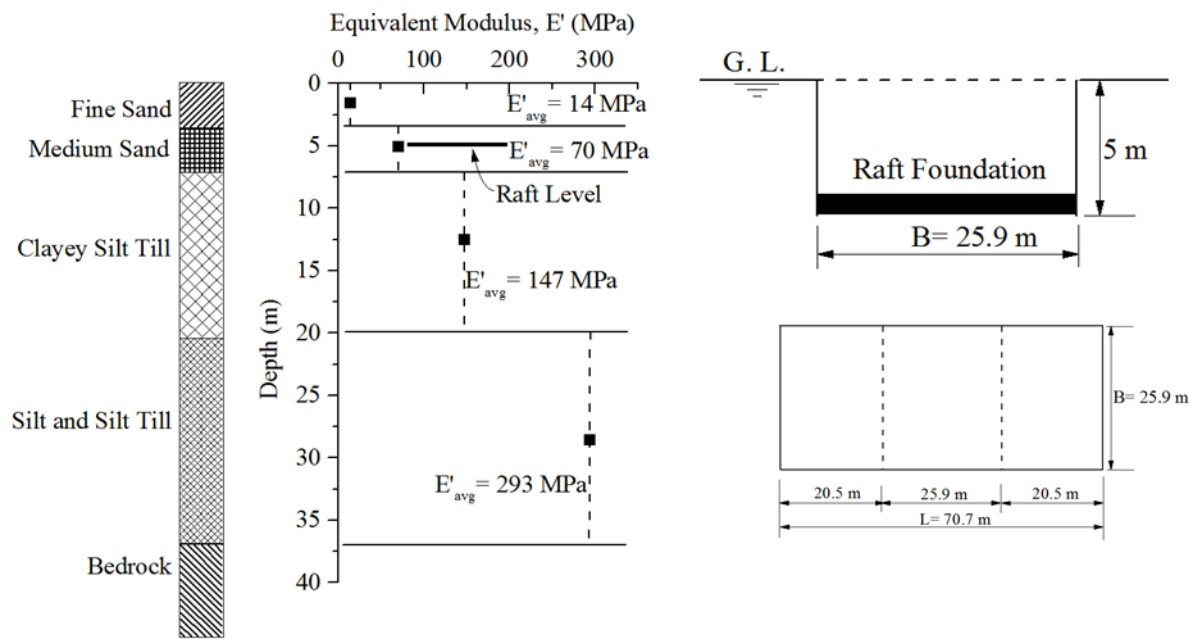 Equivalent Modulus, E' (MPa)
0 100 200 300
0
5
10
15
20
25
30
35
40
Depth (m)
Fine Sand
Medium Sand
Clayey Silt Till
Silt and Silt Till
Bedrock
E'avg= 14 MPa
E'avg= 70 MPa
Raft Level
E'avg= 147 MPa
E'avg= 293 MPa
G. L.
5 m
Raft Foundation
B= 25.9 m
B= 25.9 m
20.5 m 25.9 m 20.5 m
L= 70.7 m